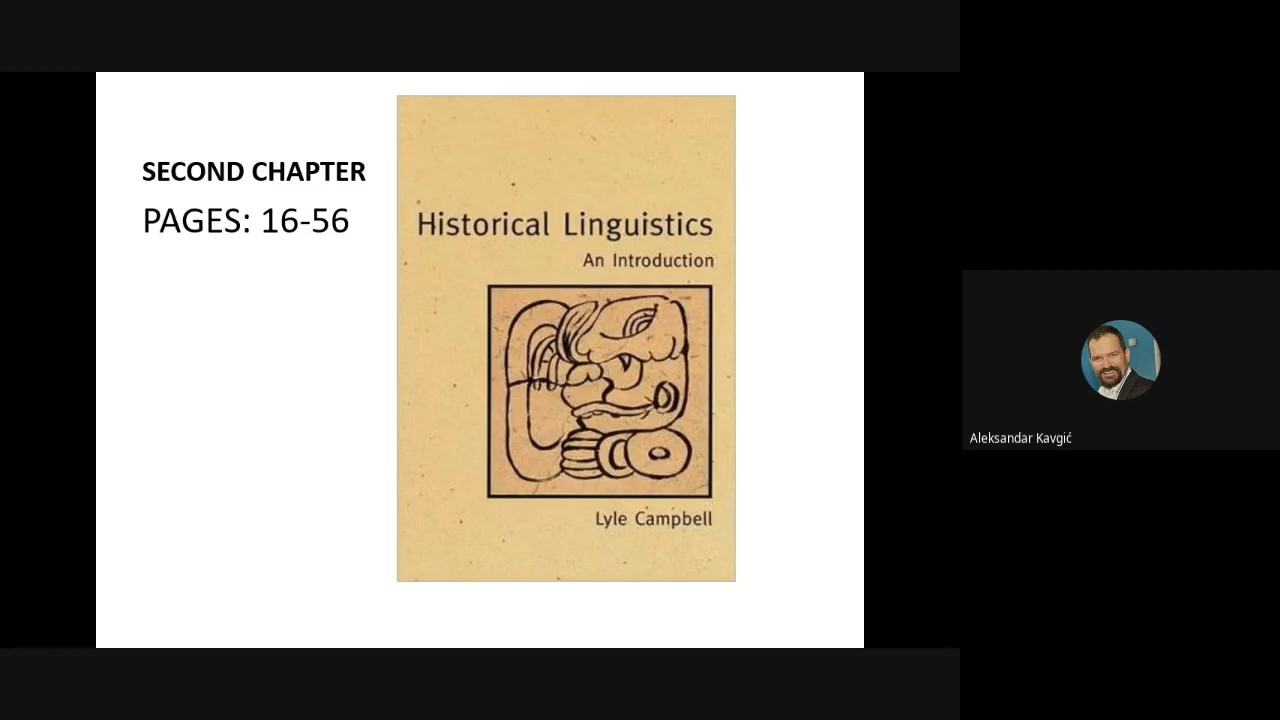 SECOND CHAPTER
PAGES: 16-56
Historical Linguistics
An Introduction
Lyle Campbell
Aleksandar Kavgić